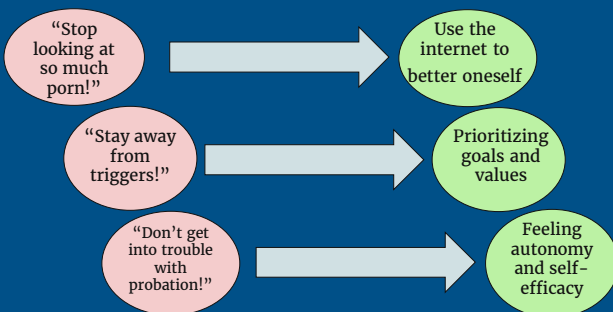 “Stop
looking at
so much
porn!”
Use the
internet to
better oneself
“Stay away
from
triggers!”
Prioritizing
goals and
values
“Don’t get
into trouble
with
probation!”
Feeling
autonomy
and self-
efficacy